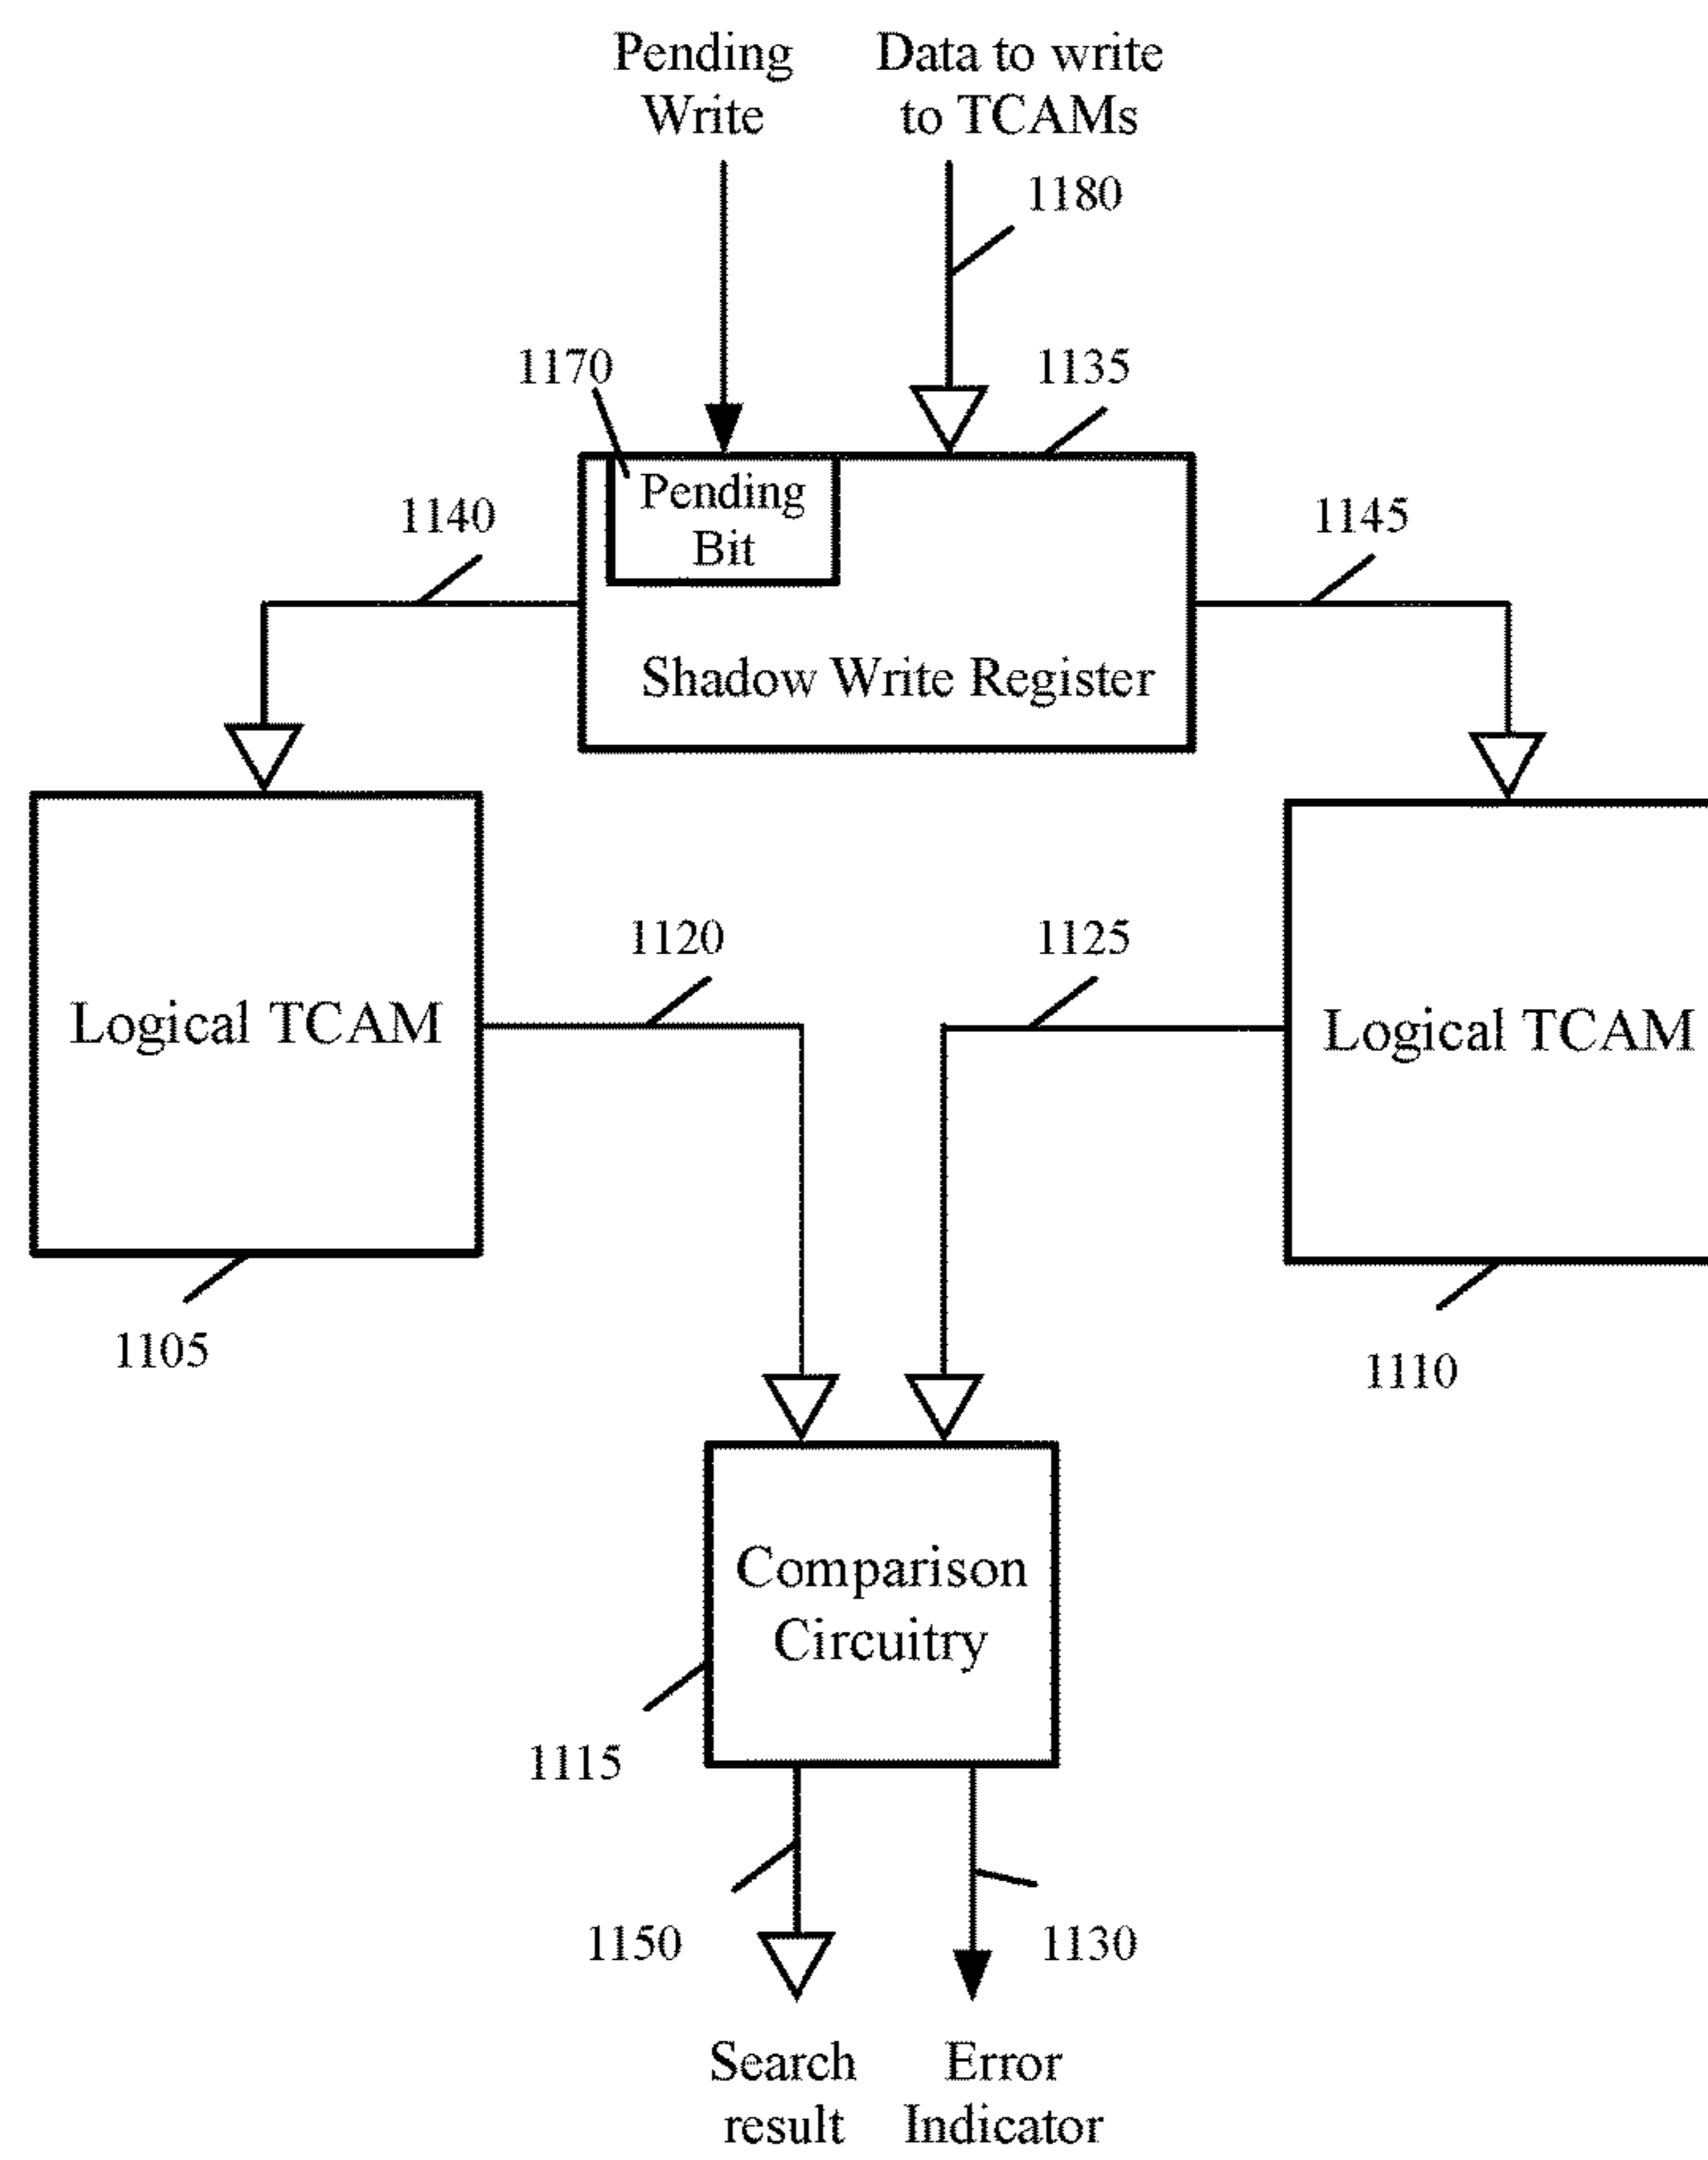 Pending
Write
Data to write
to TCAMs
1180
1170
1135
Pending
Bit
1140
1145
Shadow Write Register
1120
1125
Logical TCAM
Logical TCAM
1105
1110
Comparison
Circuitry
1115
1150
1130
Search
result
Error
Indicator